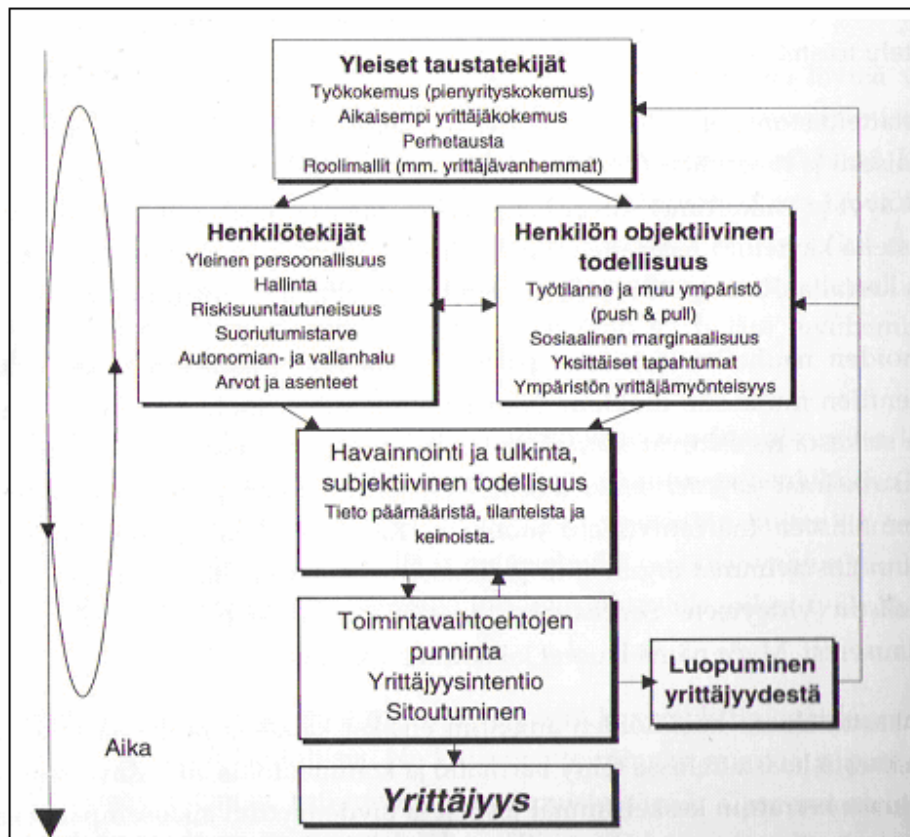 Yleiset taustatekijät
Työkokemus (pienyrityskokemus)
Aikaisempi yrittäjäkokemus
Perhetausta
Roolimallit (mm. yrittäjävanhemmat)
Henkilötekijät
Yleinen persoonallisuus
Hallinta
Riskisuuntautuneisuus
Suoriutumistarve
Autonomian- ja vallanhalu
Arvot ja asenteet
Henkilön objektiivinen
todellisuus
Työtilanne ja muu ympäristö
(push & pull)
Sosiaalinen marginaalisuus
Yksittäiset tapahtumat
Ympäristön yrittäjämyönteisyys
Havainnointi ja tulkinta,
subjektiivinen todellisuus
Tieto päämääristä, tilanteista ja
keinoista.
Toimintavaihtoehtojen
punninta
Yrittäjyysintentio
Sitoutuminen
Luopuminen
yrittäjyydestä
Aika
Yrittäjyys